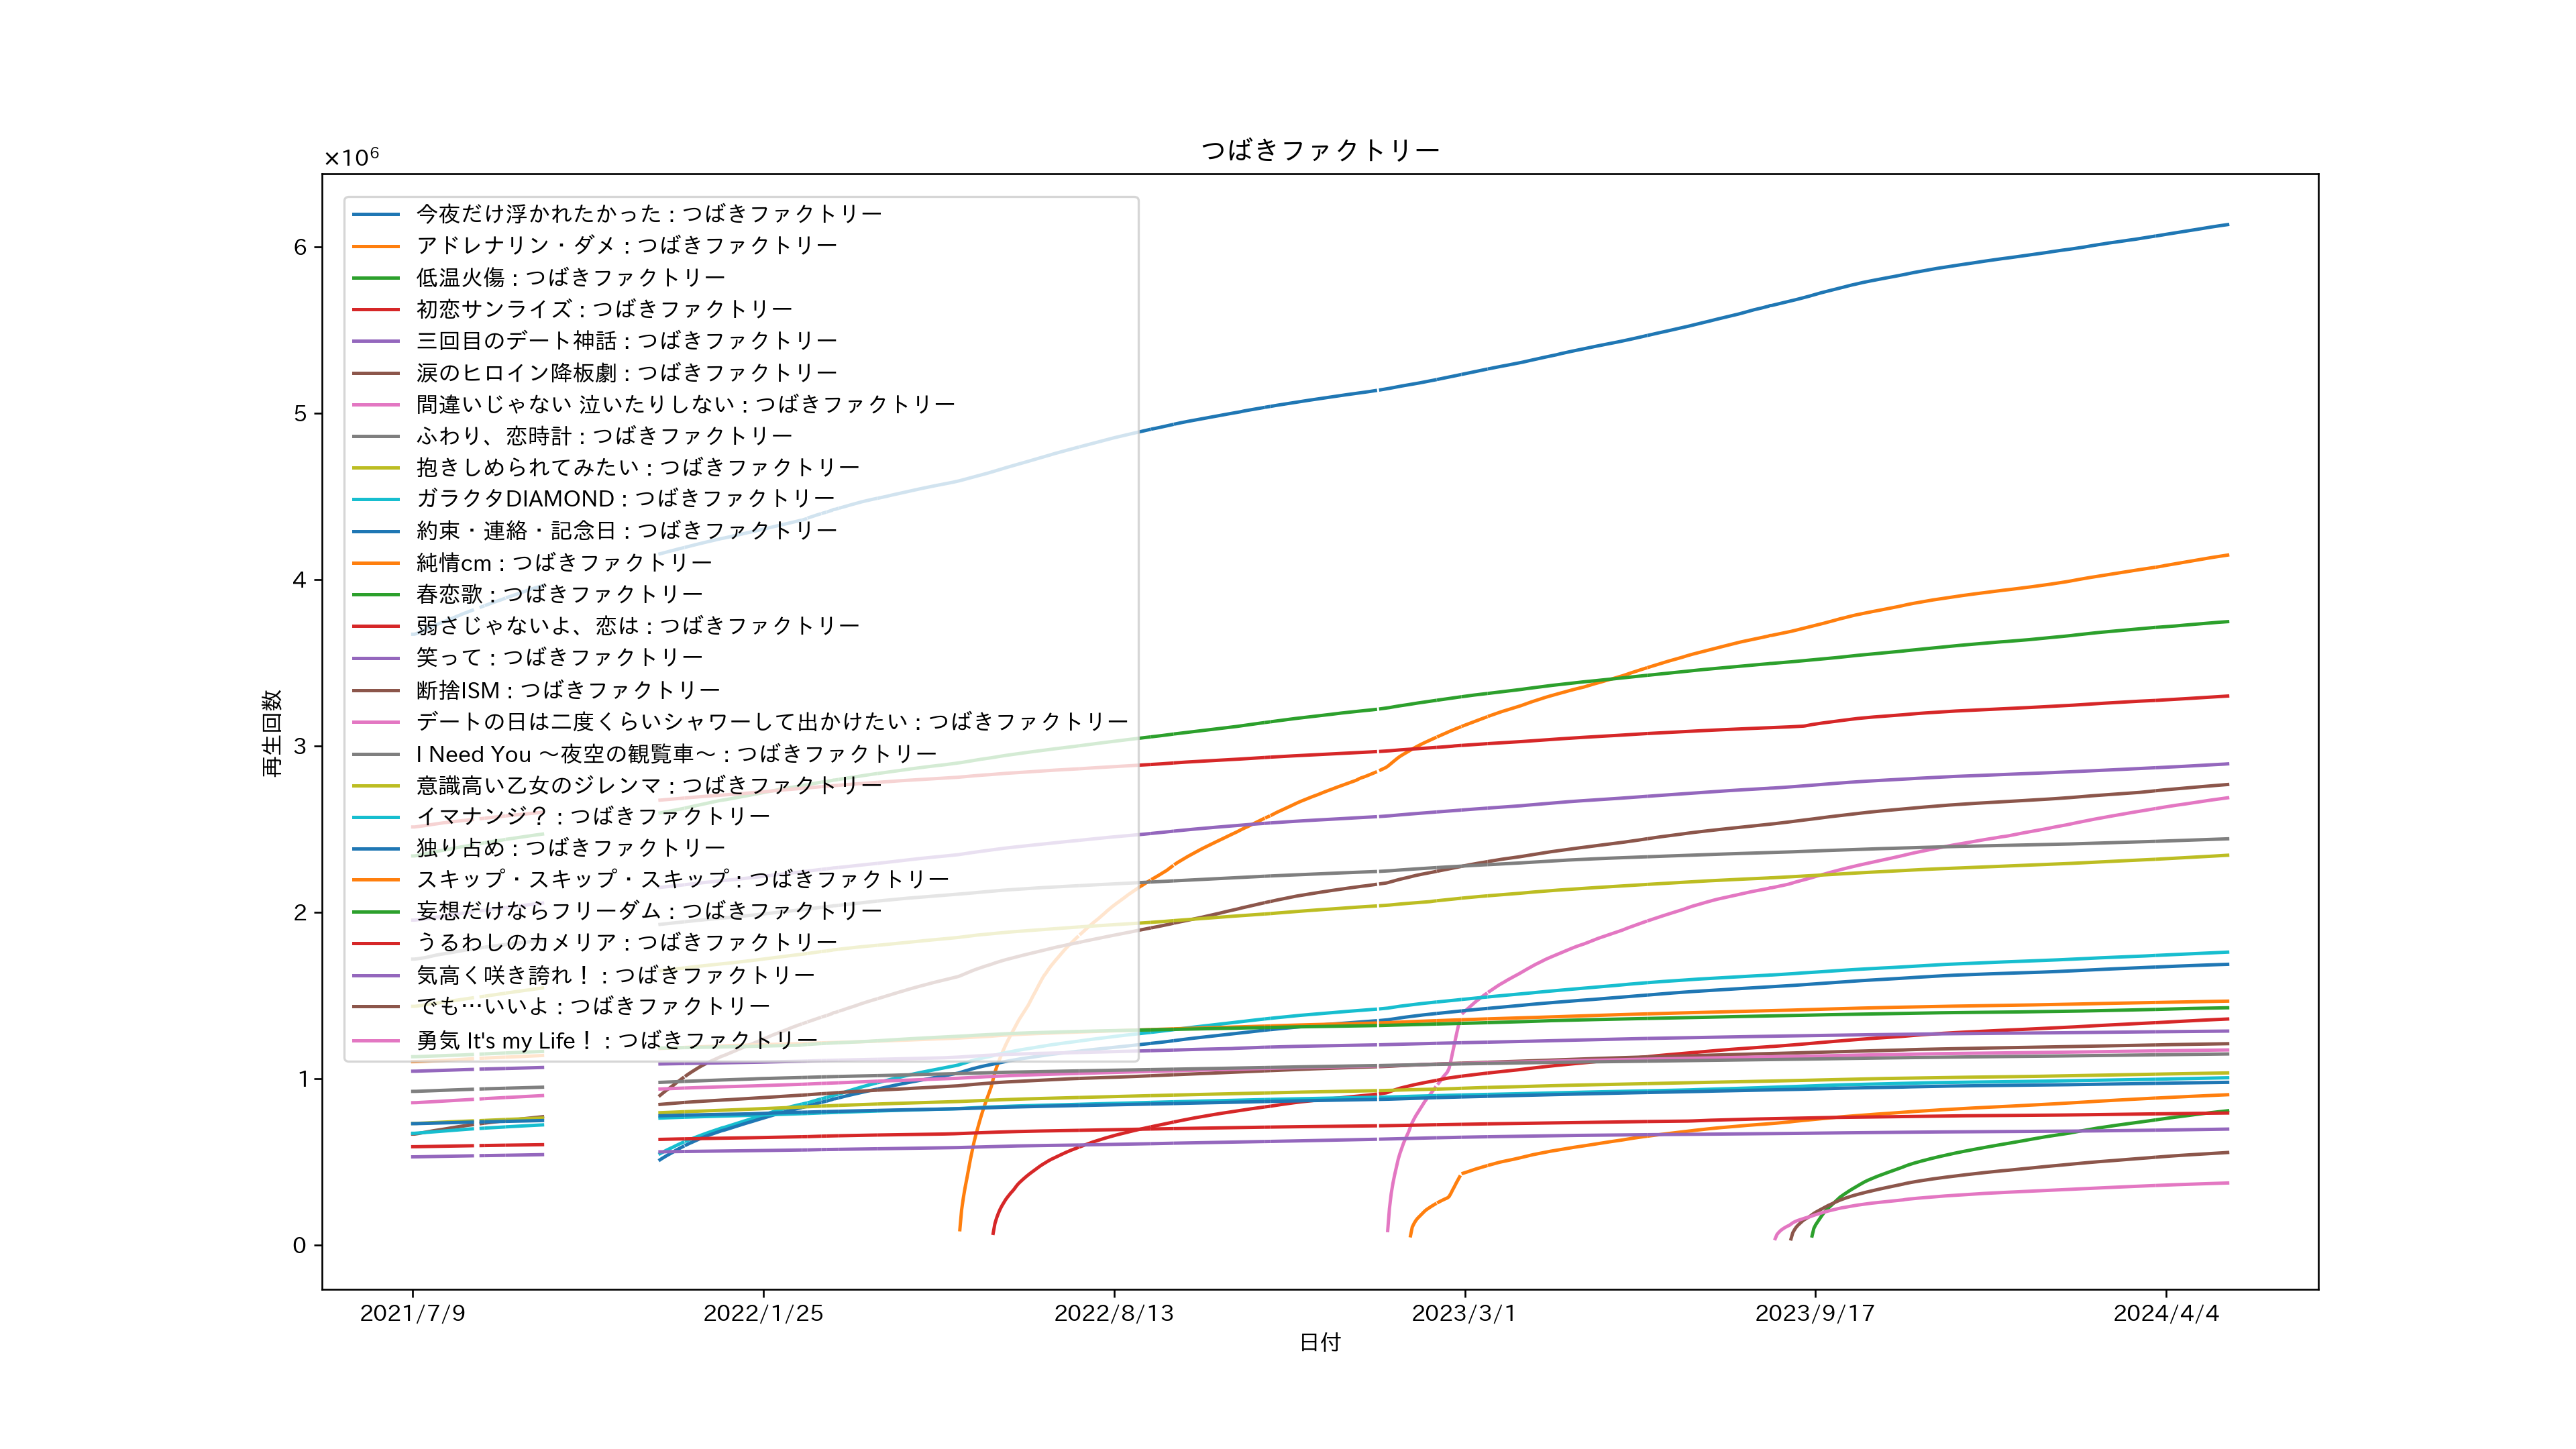 つばきファクトリー
×10⁶
今夜だけ浮かれたかった : つばきファクトリー
アドレナリン・ダメ : つばきファクトリー
低温火傷 : つばきファクトリー
初恋サンライズ : つばきファクトリー
三回目のデート神話 : つばきファクトリー
涙のヒロイン降板劇 : つばきファクトリー
間違いじゃない 泣いたりしない : つばきファクトリー
ふわり、恋時計 : つばきファクトリー
抱きしめられてみたい : つばきファクトリー
ガラクタDIAMOND : つばきファクトリー
約束・連絡・記念日 : つばきファクトリー
純情cm : つばきファクトリー
春恋歌 : つばきファクトリー
弱さじゃないよ、恋は : つばきファクトリー
笑って : つばきファクトリー
断捨ISM : つばきファクトリー
デートの日は二度くらいシャワーして出かけたい : つばきファクトリー
I Need You ～夜空の観覧車～ : つばきファクトリー
意識高い乙女のジレンマ : つばきファクトリー
イマナンジ？ : つばきファクトリー
独り占め : つばきファクトリー
スキップ・スキップ・スキップ : つばきファクトリー
妄想だけならフリーダム : つばきファクトリー
うるわしのカメリア : つばきファクトリー
気高く咲き誇れ！ : つばきファクトリー
でも…いいよ : つばきファクトリー
勇気 It's my Life！ : つばきファクトリー
6
5
4
3
2
1
0
再生回数
2021/7/9
2022/1/25
2022/8/13
2023/3/1
2023/9/17
2024/4/4
日付